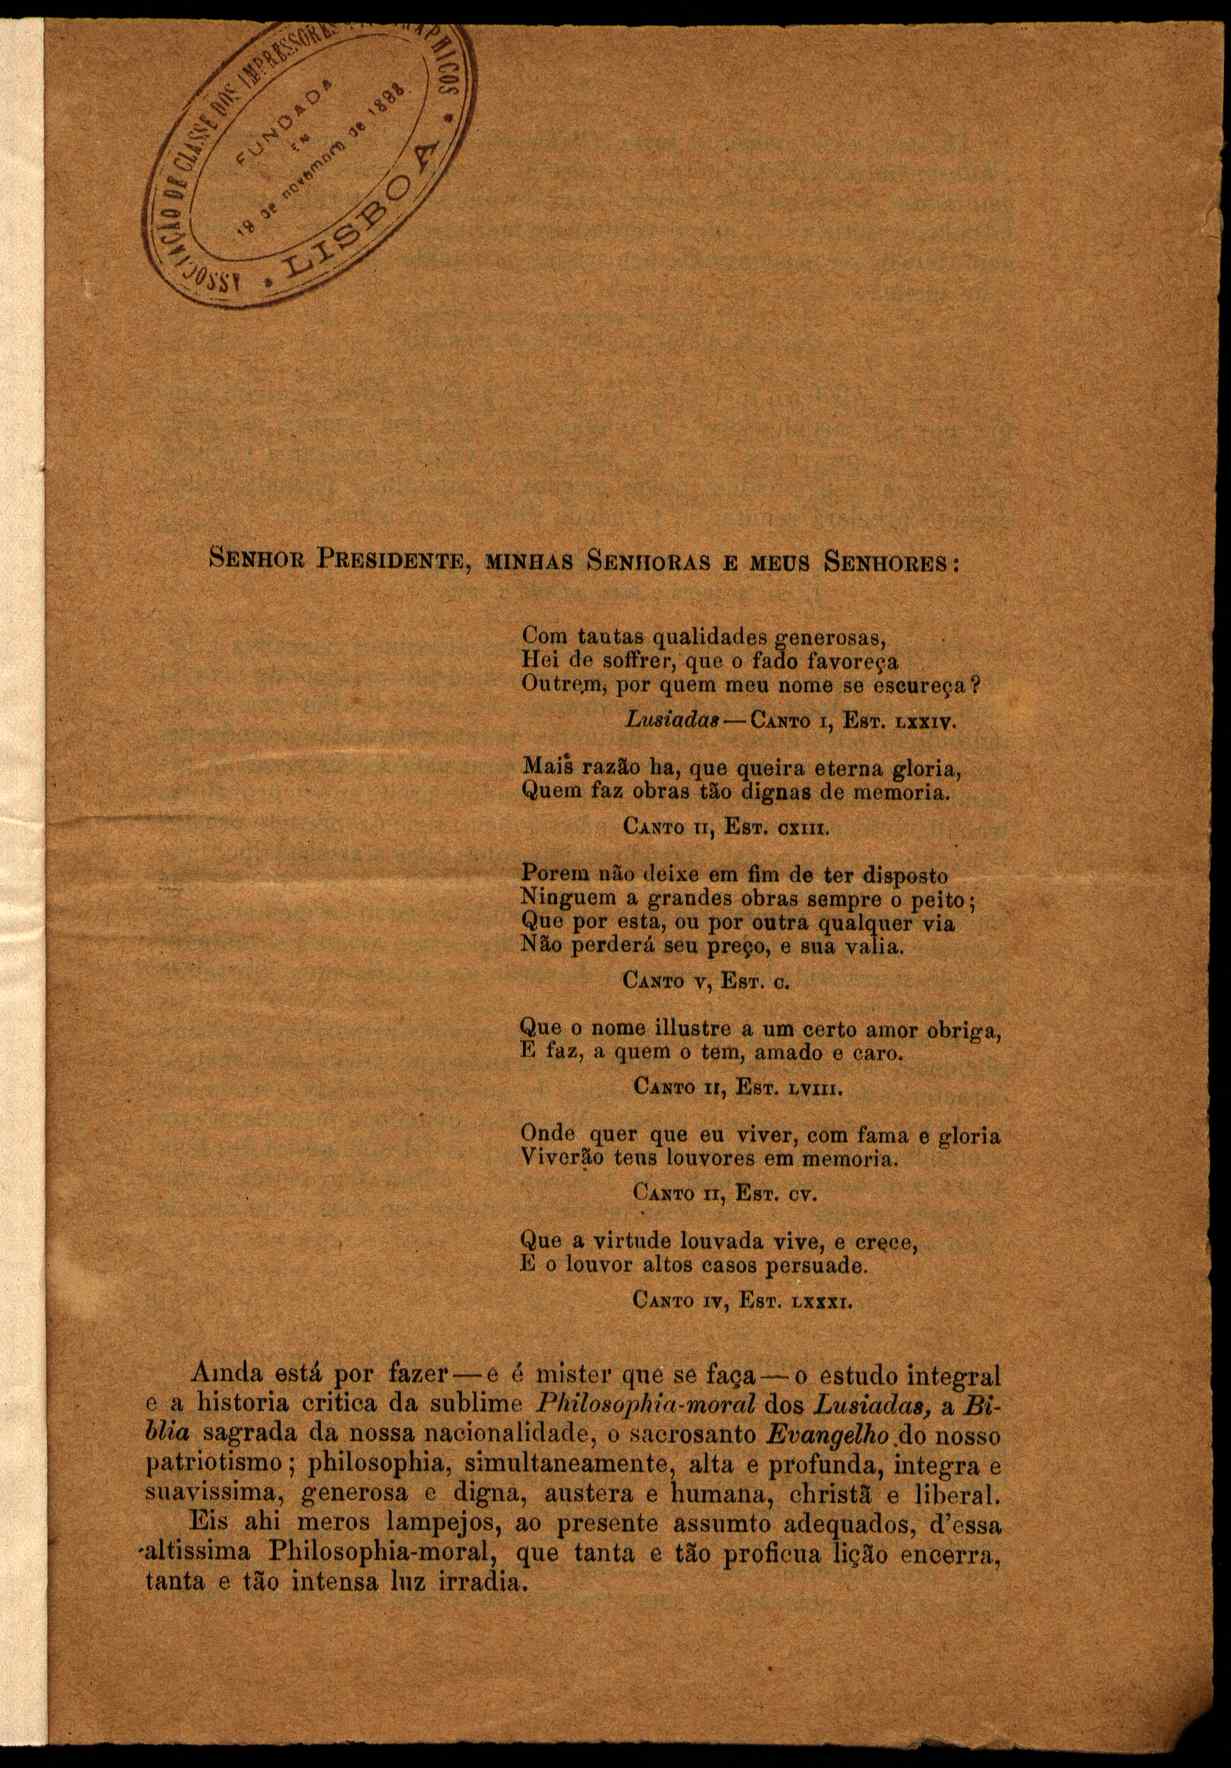 ASSOCIAÇÃO DE CLASSE DOS IMPRESSORES
FUNDADA
EM
19 DE NOVEMBRO DE 1898
LISBOA
SENHOR PRESIDENTE, MINHAS SENHORAS E MEUS SENHORES:
Com tantas qualidades generosas,
Hei de soffrer, que o fado favoreça
Outrem, por quem meu nome se escureça?
Lusiadas — CANTO I, EST. LXXIV.
Mais razão ha, que queira eterna gloria,
Quem faz obras tão dignas de memoria.
CANTO II, EST. CXIII.
Porem não deixe em fim de ter disposto
Ninguem a grandes obras sempre o peito;
Que por esta, ou por outra qualquer via
Não perderá seu preço, e sua valia.
CANTO V, EST. C.
Que o nome illustre a um certo amor obriga,
E faz, a quem o tem, amado e caro.
CANTO II, EST. LVIII.
Onde quer que eu viver, com fama e gloria
Viverão teus louvores em memoria.
CANTO II, EST. CV.
Que a virtude louvada vive, e crece,
E o louvor altos casos persuade.
CANTO IV, EST. LXXXI.
Ainda está por fazer — e é mister que se faça — o estudo integral
e a historia critica da sublime Philosophia-moral dos Lusiadas, a Bi-
blia sagrada da nossa nacionalidade, o sacrosanto Evangelho do nosso
patriotismo; philosophia, simultaneamente, alta e profunda, integra e
suavissima, generosa e digna, austera e humana, christã e liberal.
Eis ahi meros lampejos, ao presente assumto adequados, d'essa
altissima Philosophia-moral, que tanta e tão proficua lição encerra,
tanta e tão intensa luz irradia.